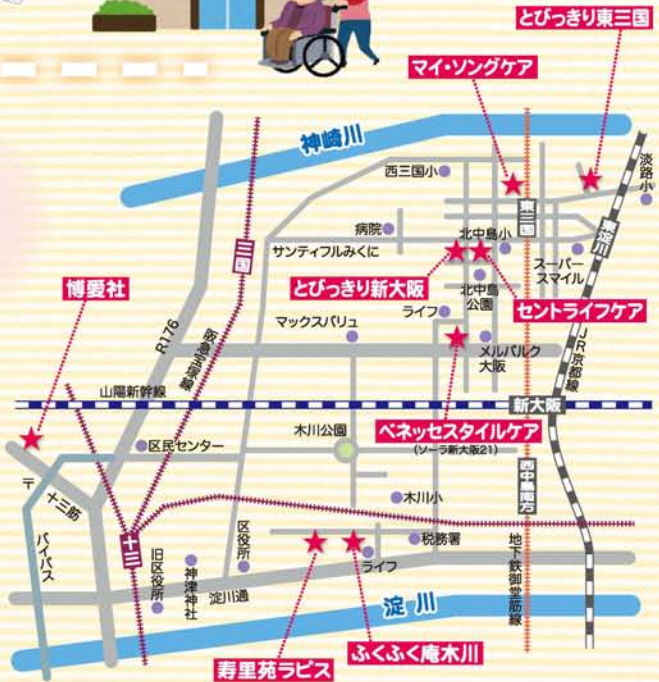 とびっきり東三国
マイ・ソングケア
神崎川
淡路小
西三国小
東三国
東淀川
病院
北中島小
三国
サンティフルみくに
スーパー
スマイル
博愛社
とびっきり新大阪
北中島
公園
セントライフケア
R176
阪急宝塚線
マックスバリュ
ライフ
メルパルク
大阪
JR京都線
山陽新幹線
新大阪
木川公園
ベネッセスタイルケア
(ソーラ新大阪21)
区民センター
西中島南方
〒
十三筋
木川小
バイパス
十三
旧区役所
神津神社
区役所
税務署
ライフ
地下鉄御堂筋線
淀川通
淀川
ふくふく庵木川
寿里苑ラピス